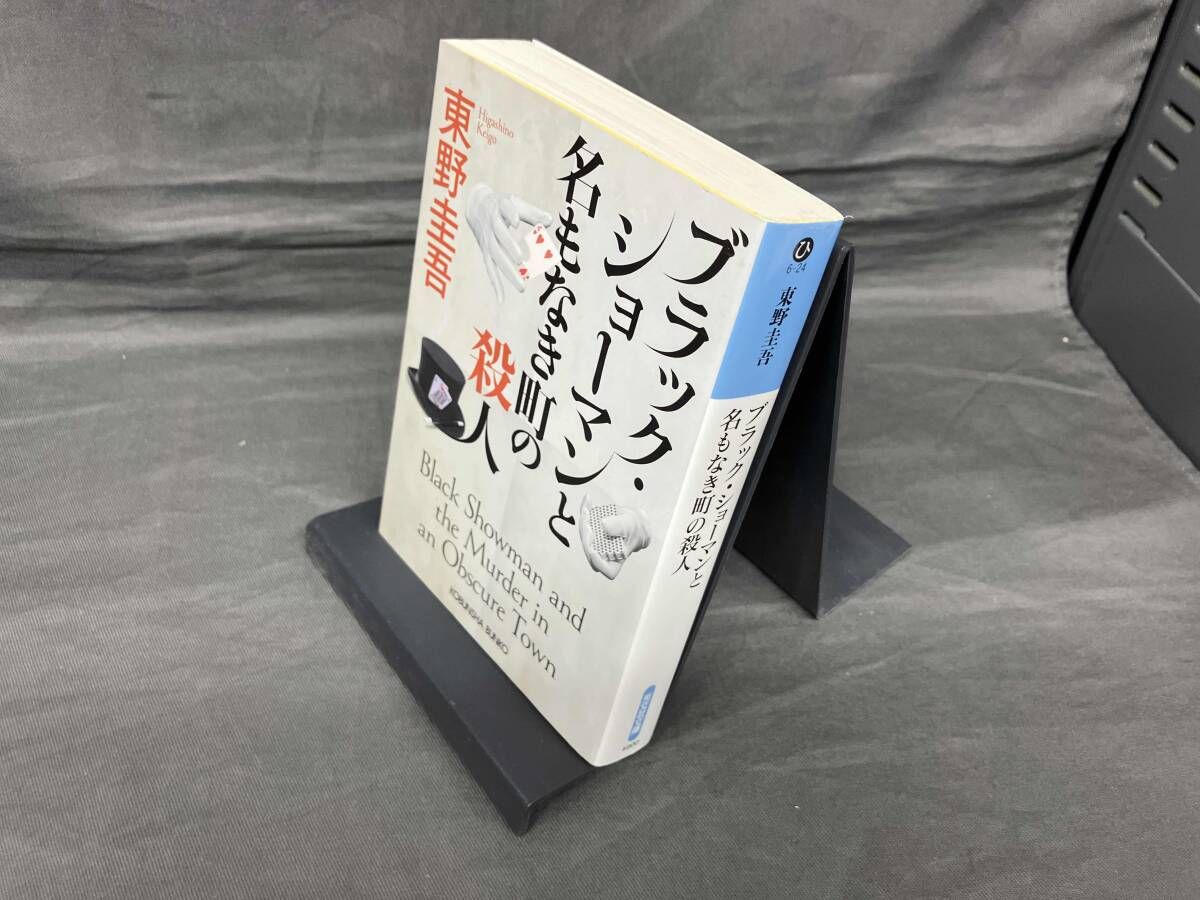 東野圭吾
Higashino
Keigo
ブラック・
ショーマンと
名もなき町の
殺人
Black Showman and
the Murder in
an Obscure Town
KOBUNSHA BUNKO
ひ
6-24
東野圭吾
ブラック・ショーマンと
名もなき町の殺人